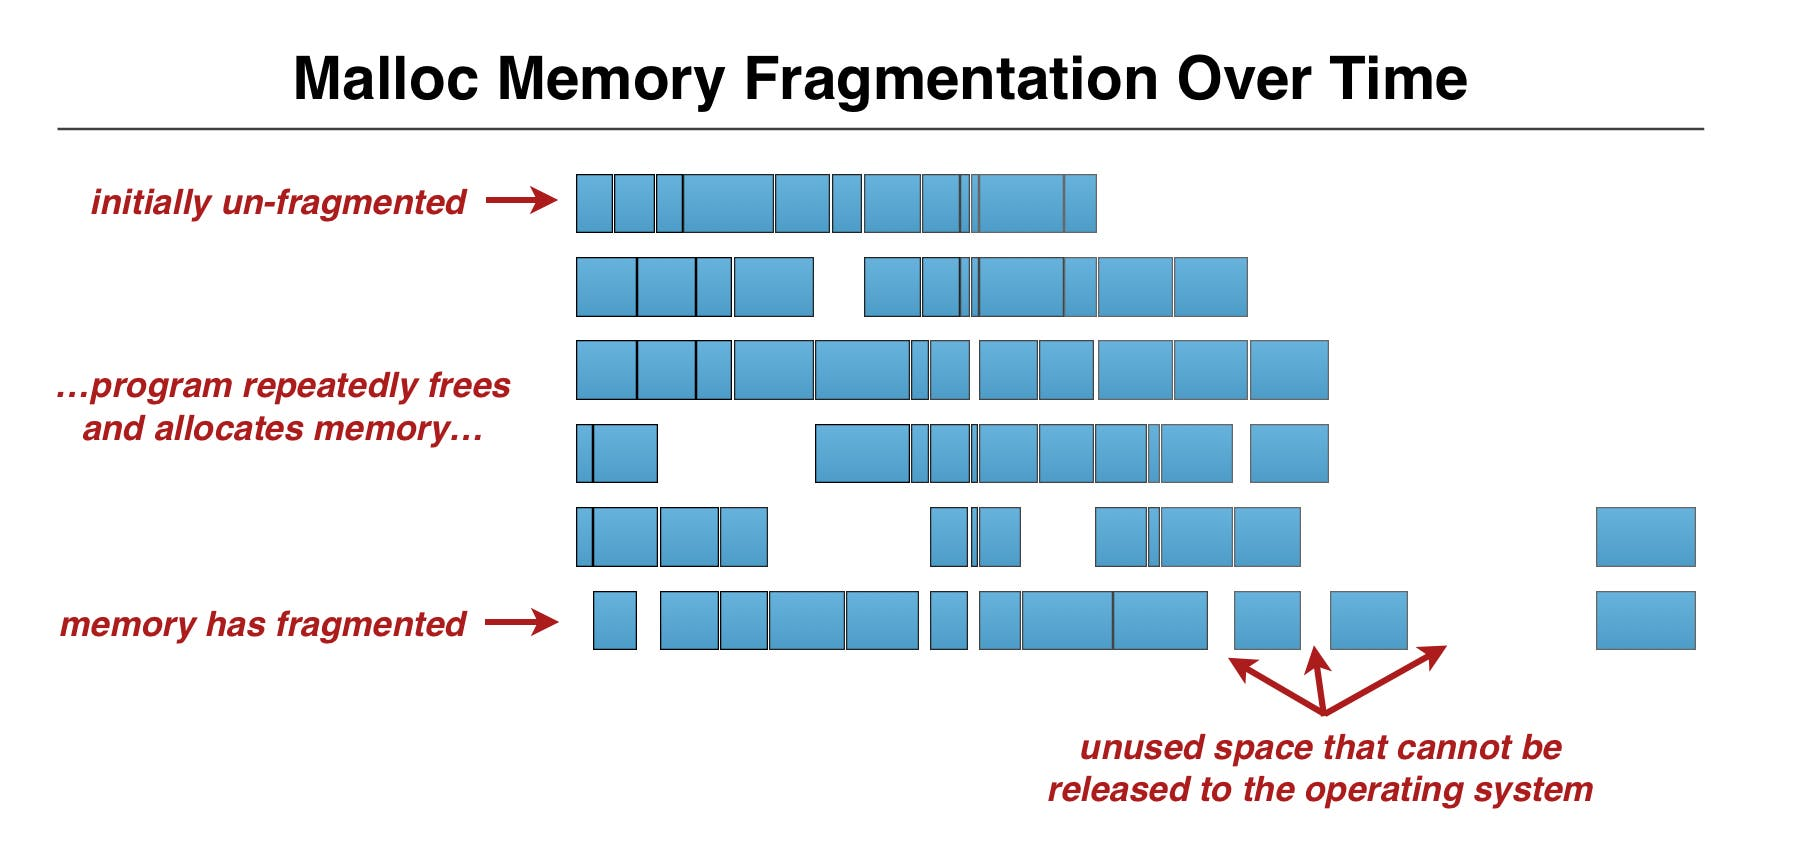 Malloc Memory Fragmentation Over Time
initially un-fragmented
…program repeatedly frees
and allocates memory…
memory has fragmented
unused space that cannot be
released to the operating system